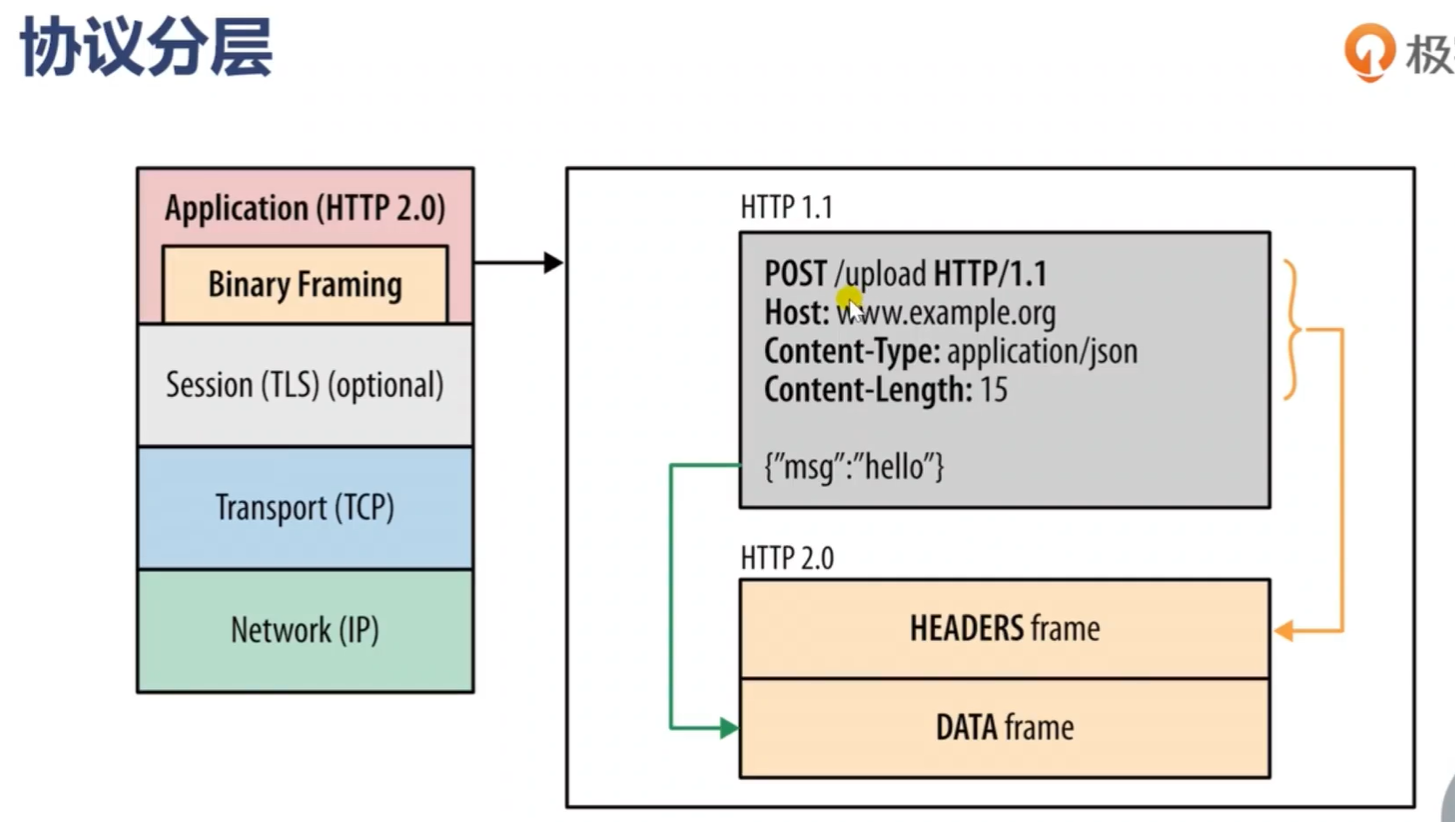 协议分层
极
Application (HTTP 2.0)
Binary Framing
Session (TLS) (optional)
Transport (TCP)
Network (IP)
HTTP 1.1
POST /upload HTTP/1.1
Host: www.example.org
Content-Type: application/json
Content-Length: 15
{”msg”:”hello”}
HTTP 2.0
HEADERS frame
DATA frame